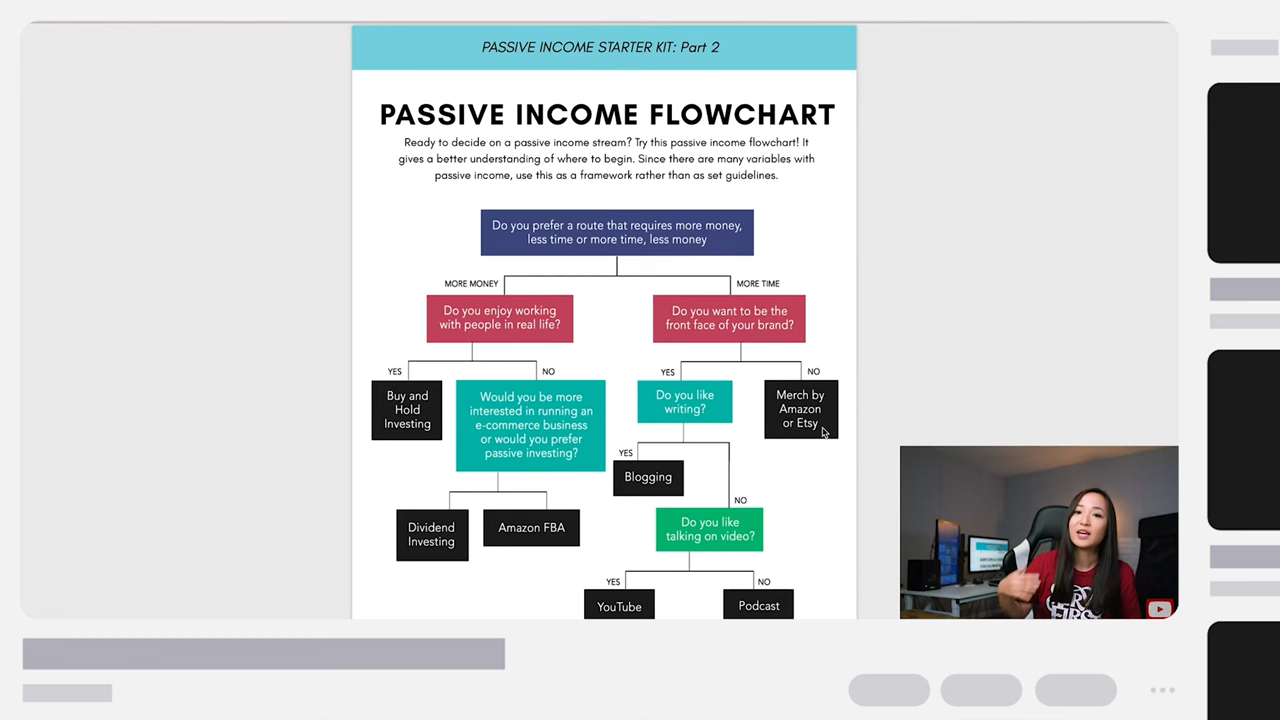 PASSIVE INCOME STARTER KIT: Part 2
PASSIVE INCOME FLOWCHART
Ready to decide on a passive income stream? Try this passive income flowchart! It
gives a better understanding of where to begin. Since there are many variables with
passive income, use this as a framework rather than as set guidelines.
Do you prefer a route that requires more money,
less time or more time, less money
MORE MONEY
MORE TIME
Do you enjoy working
with people in real life?
Do you want to be the
front face of your brand?
YES
NO
YES
NO
Buy and
Hold
Investing
Would you be more
interested in running an
e-commerce business
or would you prefer
passive investing?
Do you like
writing?
Merch by
Amazon
or Etsy
YES
Blogging
NO
Dividend
Investing
Amazon FBA
Do you like
talking on video?
YES
NO
YouTube
Podcast